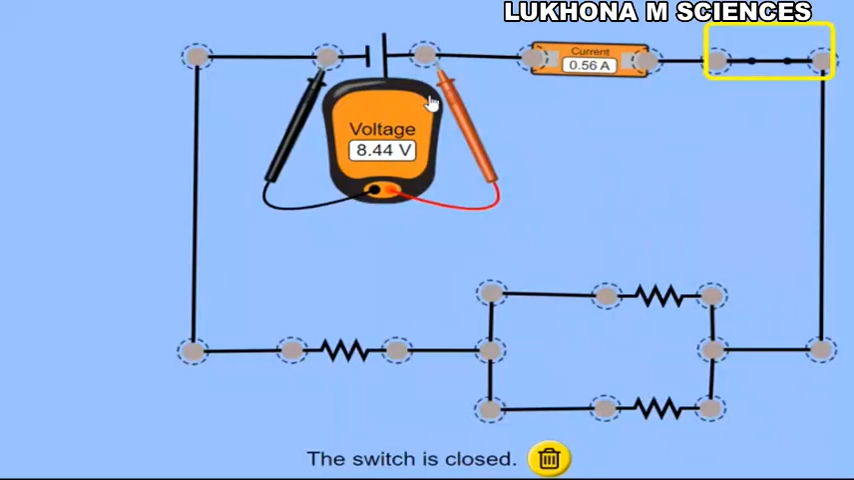 LUKHONA M SCIENCES
Current
0.56 A
Voltage
8.44 V
The switch is closed.